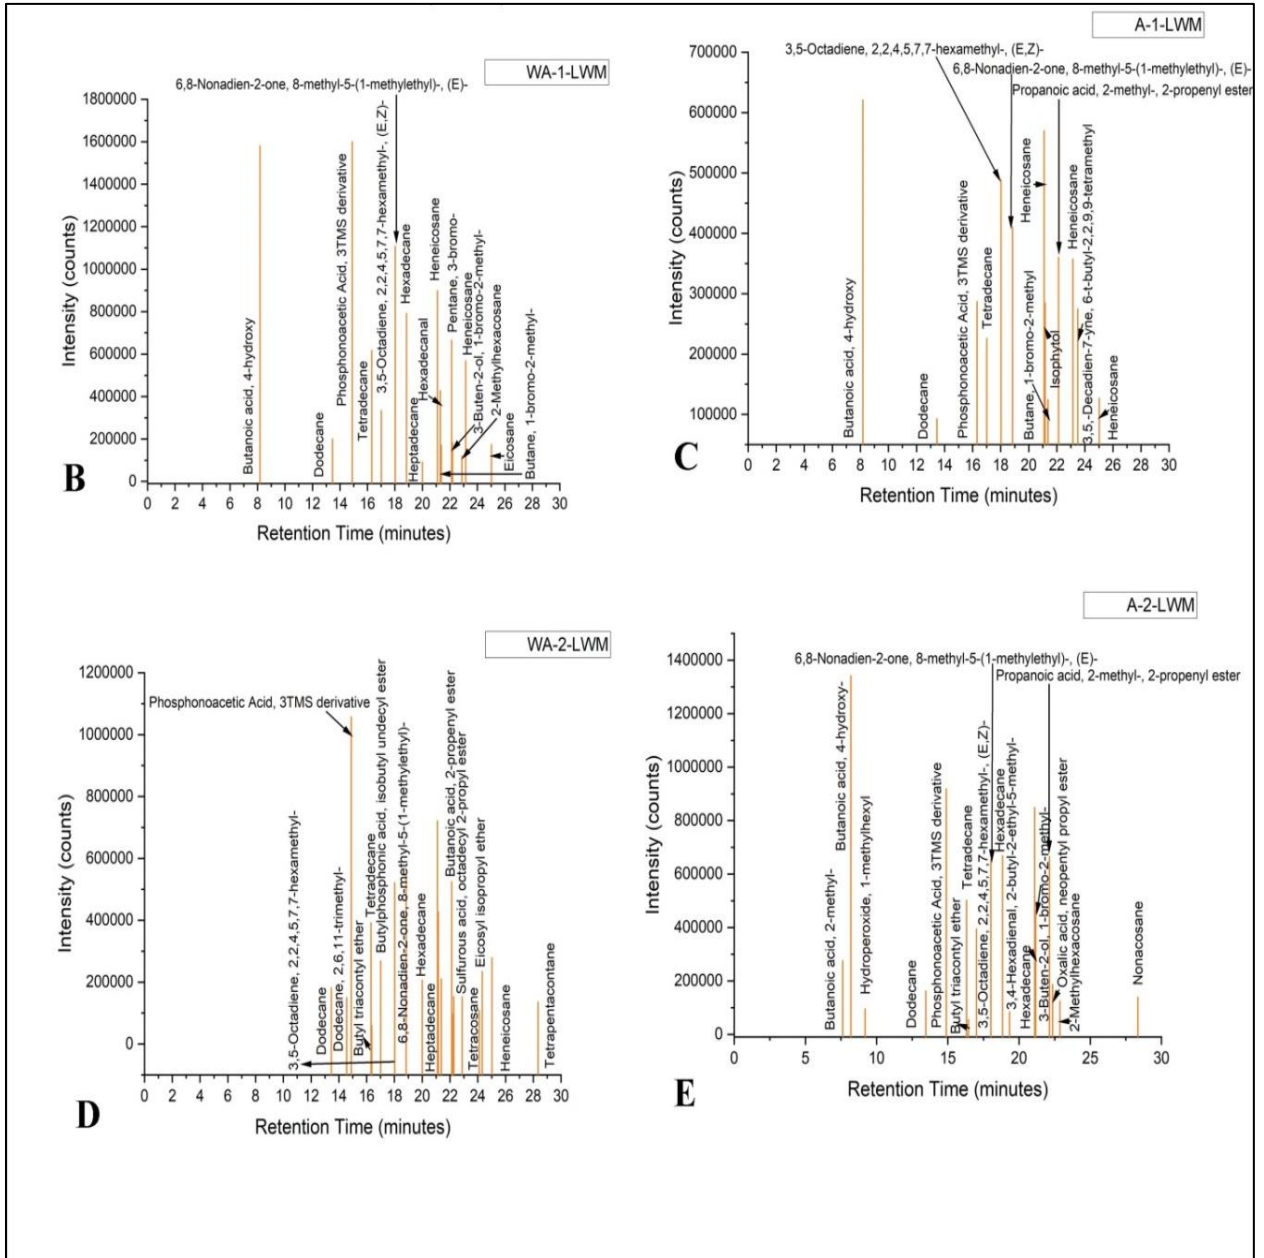 WA-1-LWM
6,8-Nonadien-2-one, 8-methyl-5-(1-methylethyl)-, (E)-
Intensity (counts)
1800000
1600000
1400000
1200000
1000000
800000
600000
400000
200000
0
Butanoic acid, 4-hydroxy
Dodecane
Phosphonoacetic Acid, 3TMS derivative
Tetradecane
3,5-Octadiene, 2,2,4,5,7,7-hexamethyl-, (E,Z)-
Hexadecane
Heptadecane
Hexadecanal
Heneicosane
Pentane, 3-bromo-
Heneicosane
3-Buten-2-ol, 1-bromo-2-methyl-
2-Methylhexacosane
Eicosane
Butane, 1-bromo-2-methyl-
0 2 4 6 8 10 12 14 16 18 20 22 24 26 28 30
Retention Time (minutes)
B
A-1-LWM
3,5-Octadiene, 2,2,4,5,7,7-hexamethyl-, (E,Z)-
6,8-Nonadien-2-one, 8-methyl-5-(1-methylethyl)-, (E)-
Propanoic acid, 2-methyl-, 2-propenyl ester
Intensity (counts)
700000
600000
500000
400000
300000
200000
100000
Butanoic acid, 4-hydroxy
Dodecane
Phosphonoacetic Acid, 3TMS derivative
Tetradecane
Heneicosane
Butane, 1-bromo-2-methyl
Isophytol
Heneicosane
3,5,-Decadien-7-yne, 6-t-butyl-2,2,9,9-tetramethyl
Heneicosane
0 2 4 6 8 10 12 14 16 18 20 22 24 26 28 30
Retention Time (minutes)
C
WA-2-LWM
Phosphonoacetic Acid, 3TMS derivative
Intensity (counts)
1200000
1000000
800000
600000
400000
200000
0
3,5-Octadiene, 2,2,4,5,7,7-hexamethyl-
Dodecane
Dodecane, 2,6,11-trimethyl-
Butyl triacontyl ether
Tetradecane
Butylphosphonic acid, isobutyl undecyl ester
6,8-Nonadien-2-one, 8-methyl-5-(1-methylethyl)-
Hexadecane
Heptadecane
Butanoic acid, 2-propenyl ester
Sulfurous acid, octadecyl 2-propyl ester
Tetracosane
Eicosyl isopropyl ether
Heneicosane
Tetrapentacontane
0 2 4 6 8 10 12 14 16 18 20 22 24 26 28 30
Retention Time (minutes)
D
A-2-LWM
6,8-Nonadien-2-one, 8-methyl-5-(1-methylethyl)-, (E)-
Propanoic acid, 2-methyl-, 2-propenyl ester
Intensity (counts)
1400000
1200000
1000000
800000
600000
400000
200000
0
Butanoic acid, 2-methyl-
Butanoic acid, 4-hydroxy-
Hydroperoxide, 1-methylhexyl
Dodecane
Phosphonoacetic Acid, 3TMS derivative
Butyl triacontyl ether
Tetradecane
3,5-Octadiene, 2,2,4,5,7,7-hexamethyl-, (E,Z)-
Hexadecane
3,4-Hexadienal, 2-butyl-2-ethyl-5-methyl-
Hexadecane
3-Buten-2-ol, 1-bromo-2-methyl-
Oxalic acid, neopentyl propyl ester
2-Methylhexacosane
Nonacosane
0 5 10 15 20 25 30
Retention Time (minutes)
E